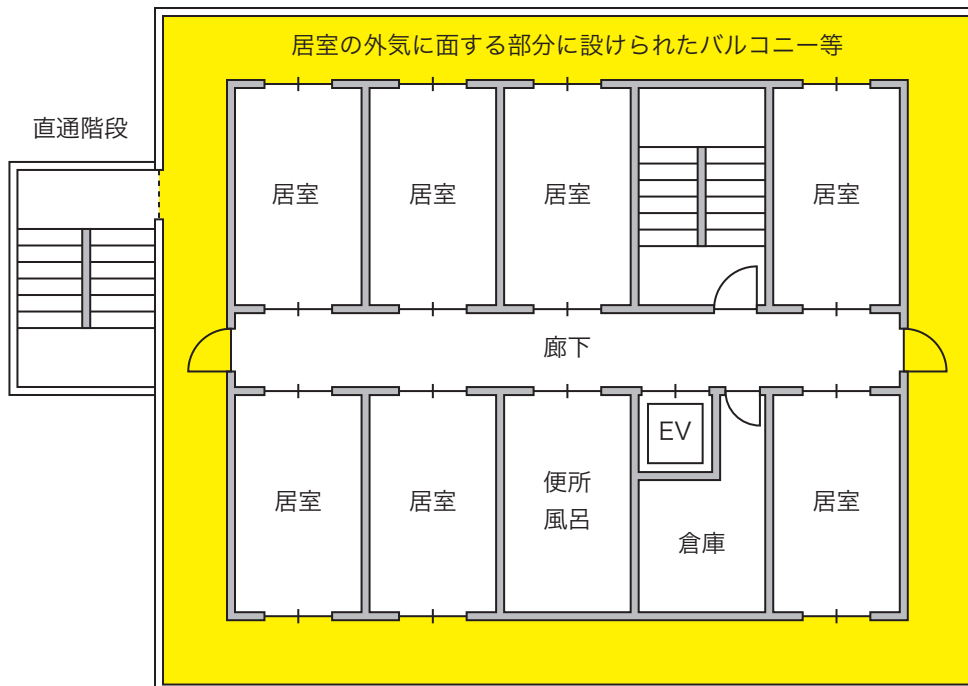 居室の外気に面する部分に設けられたバルコニー等
直通階段
居室
居室
居室
居室
廊下
居室
居室
便所
風呂
EV
倉庫
居室